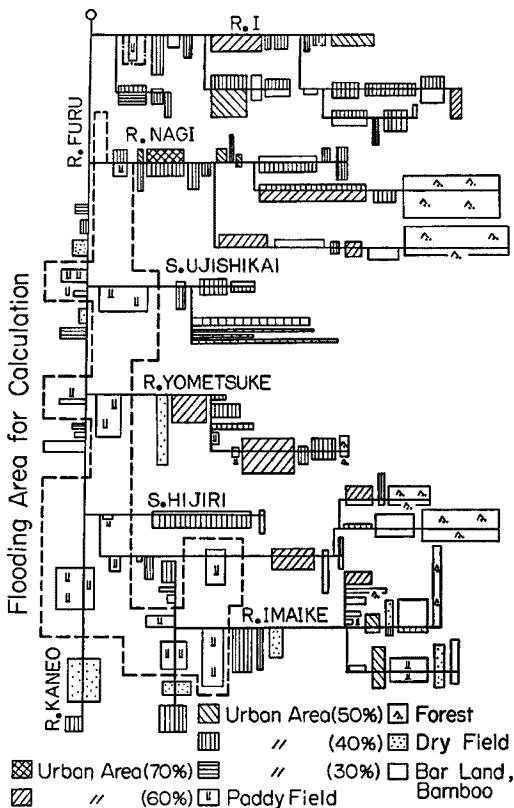 R.I
R.FURU
R.NAGI
S.UJISHIKAI
R.YOMETSUKE
Flooding Area for Calculation
S.HIJIRI
R.IMAIKE
R.KANEO
Urban Area(50%) Forest
〃 (40%) Dry Field
Urban Area(70%) 〃 (30%) Bar Land, Bamboo
〃 (60%) Paddy Field